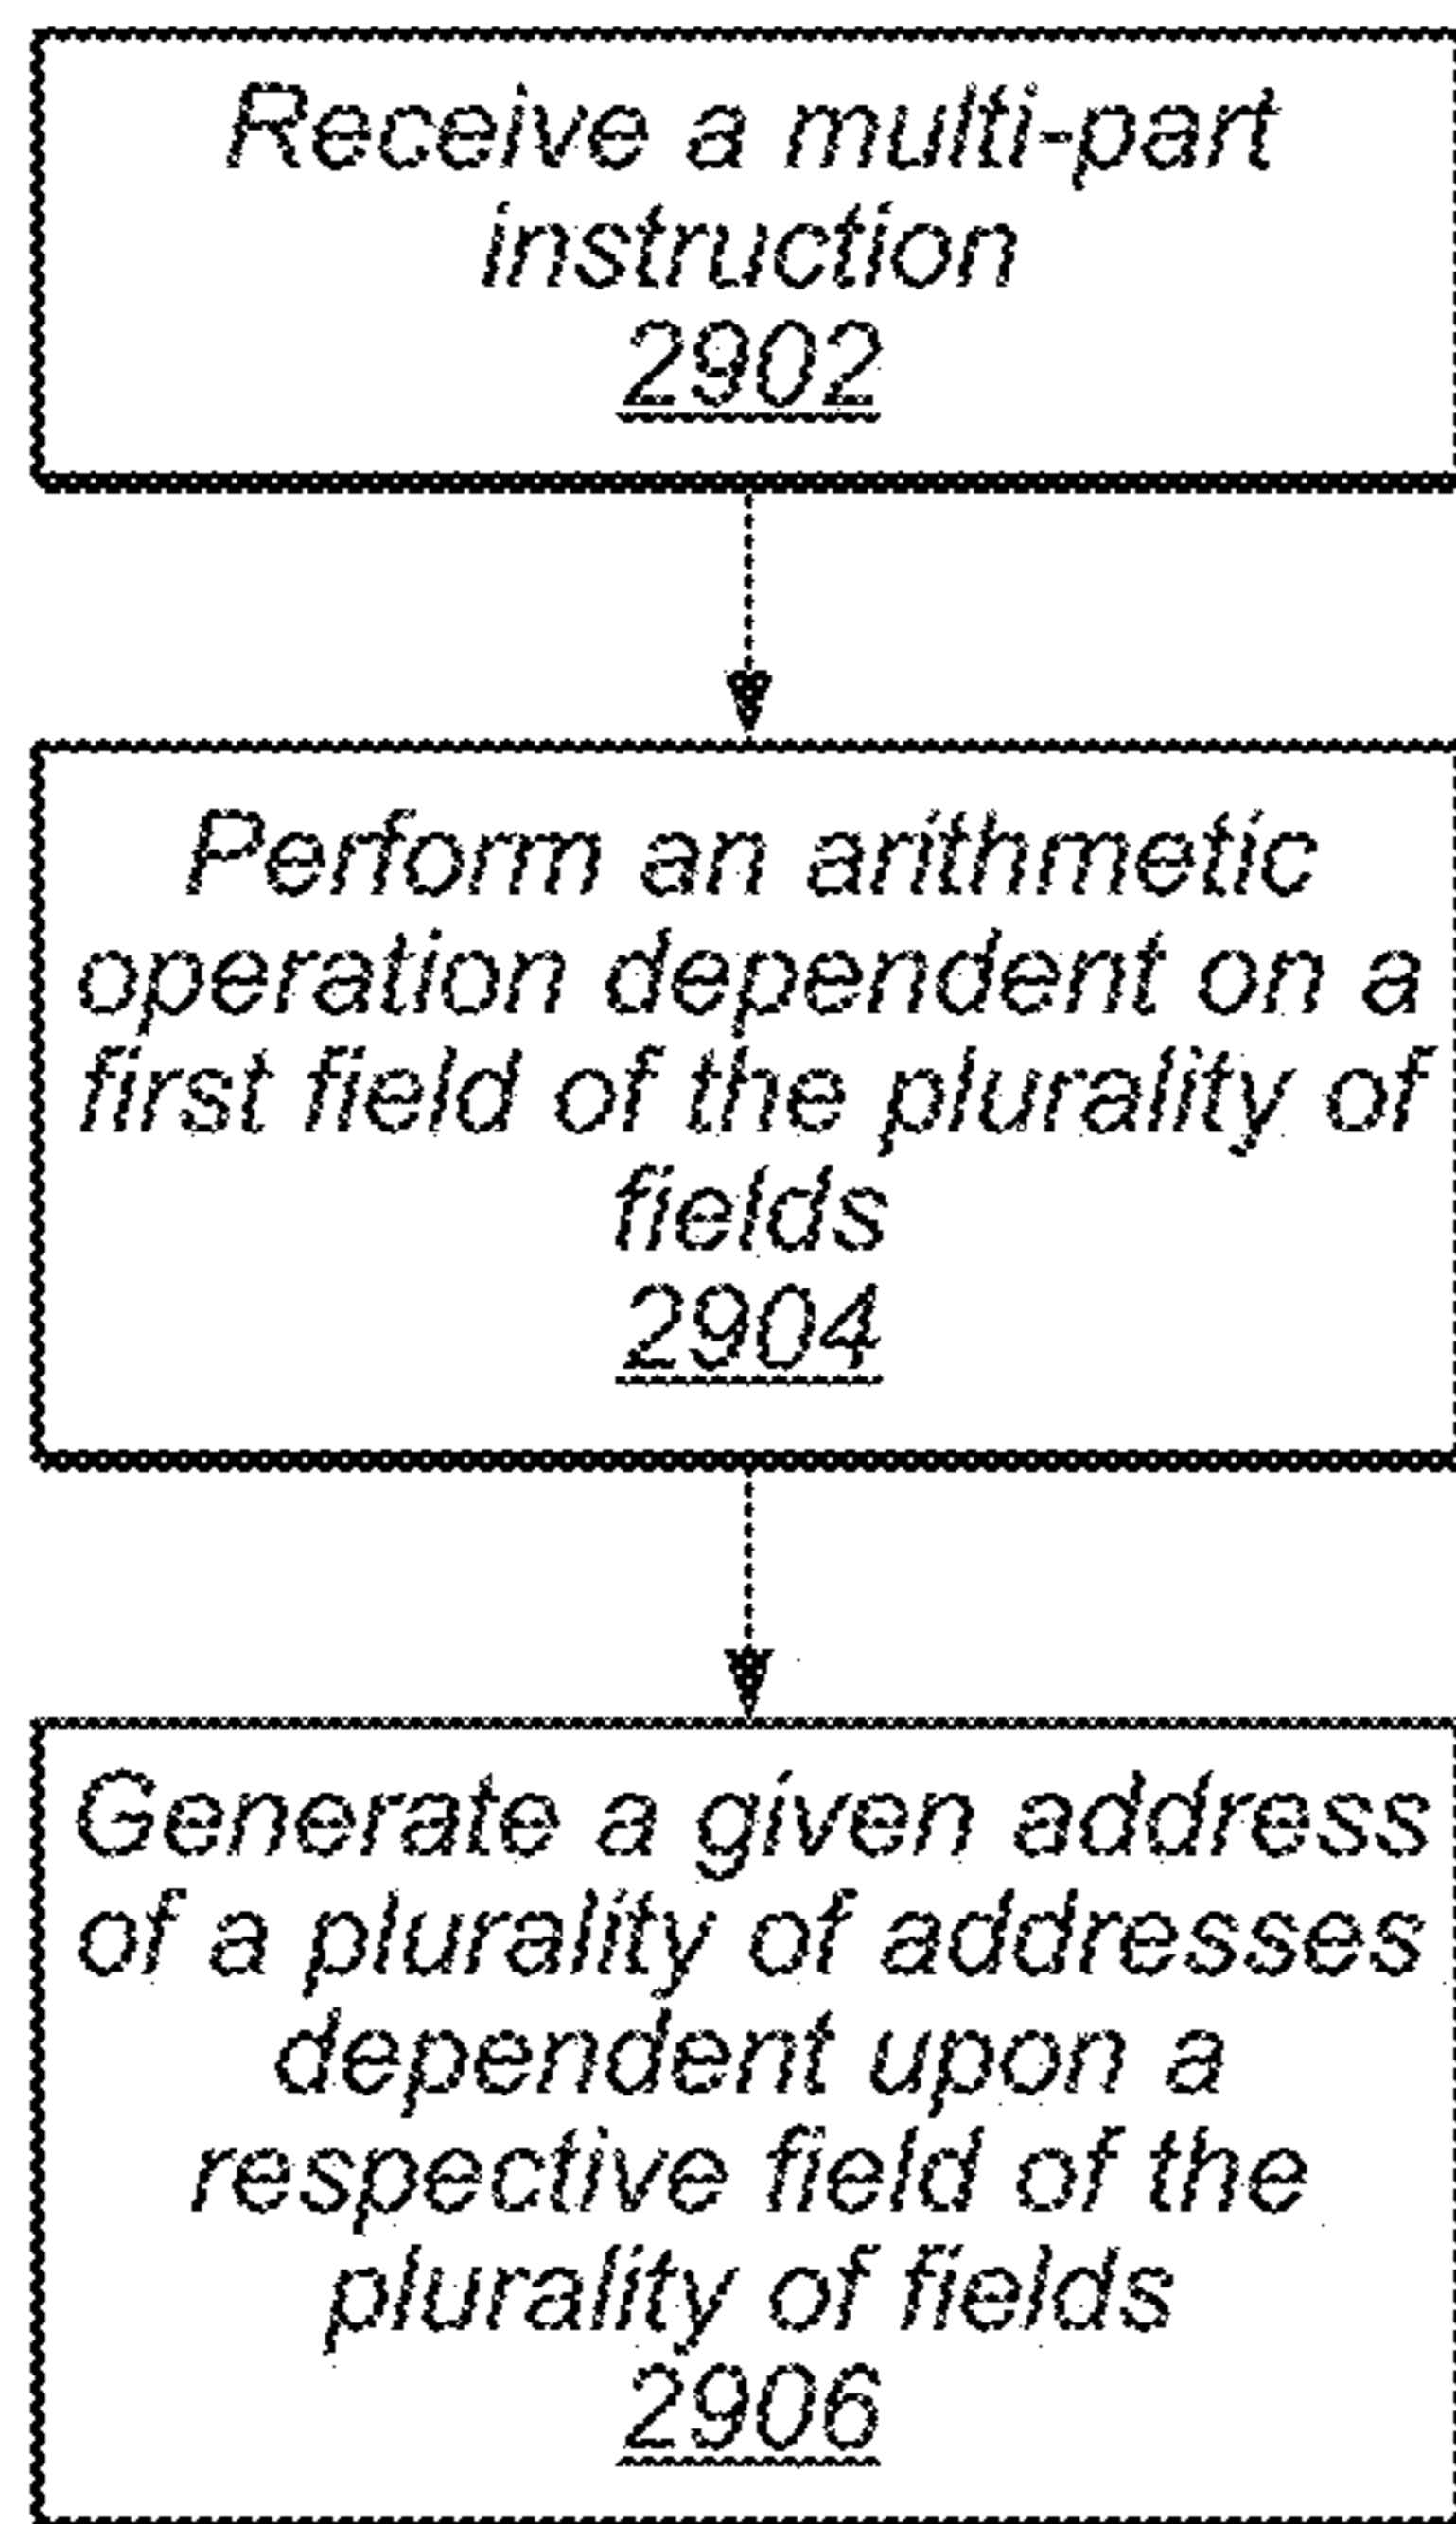 Receive a multi-part
instruction
2902
Perform an arithmetic
operation dependent on a
first field of the plurality of
fields
2904
Generate a given address
of a plurality of addresses
dependent upon a
respective field of the
plurality of fields
2906